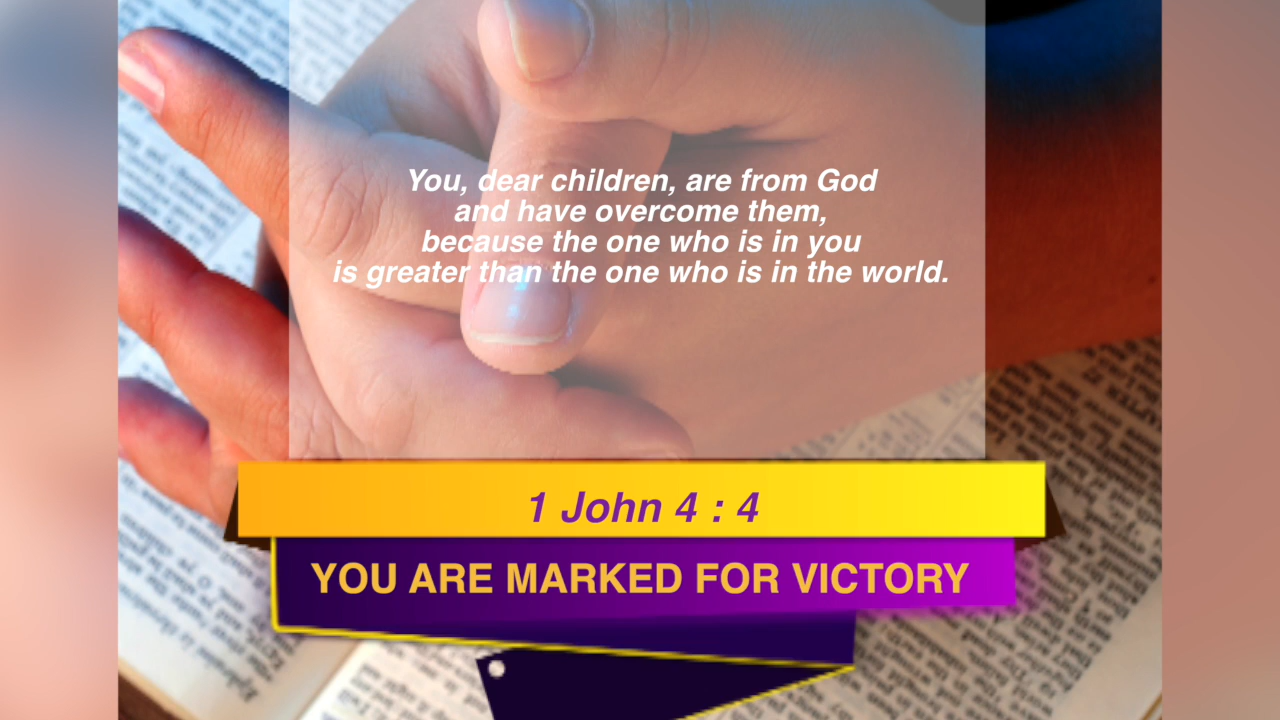 You, dear children, are from God
and have overcome them,
because the one who is in you
is greater than the one who is in the world.
1 John 4 : 4
YOU ARE MARKED FOR VICTORY